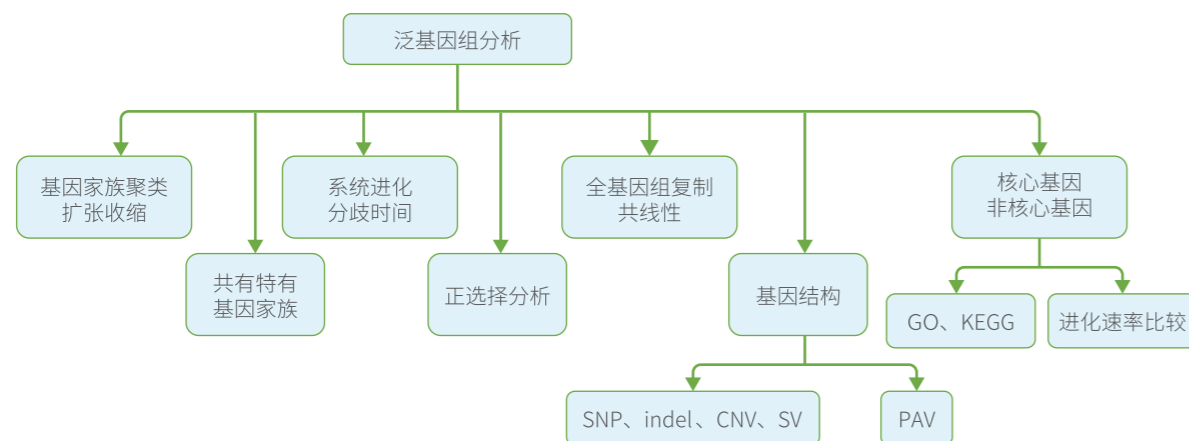 泛基因组分析
基因家族聚类
扩张收缩
系统进化
分歧时间
全基因组复制
共线性
核心基因
非核心基因
共有特有
基因家族
正选择分析
基因结构
GO、KEGG
进化速率比较
SNP、indel、CNV、SV
PAV